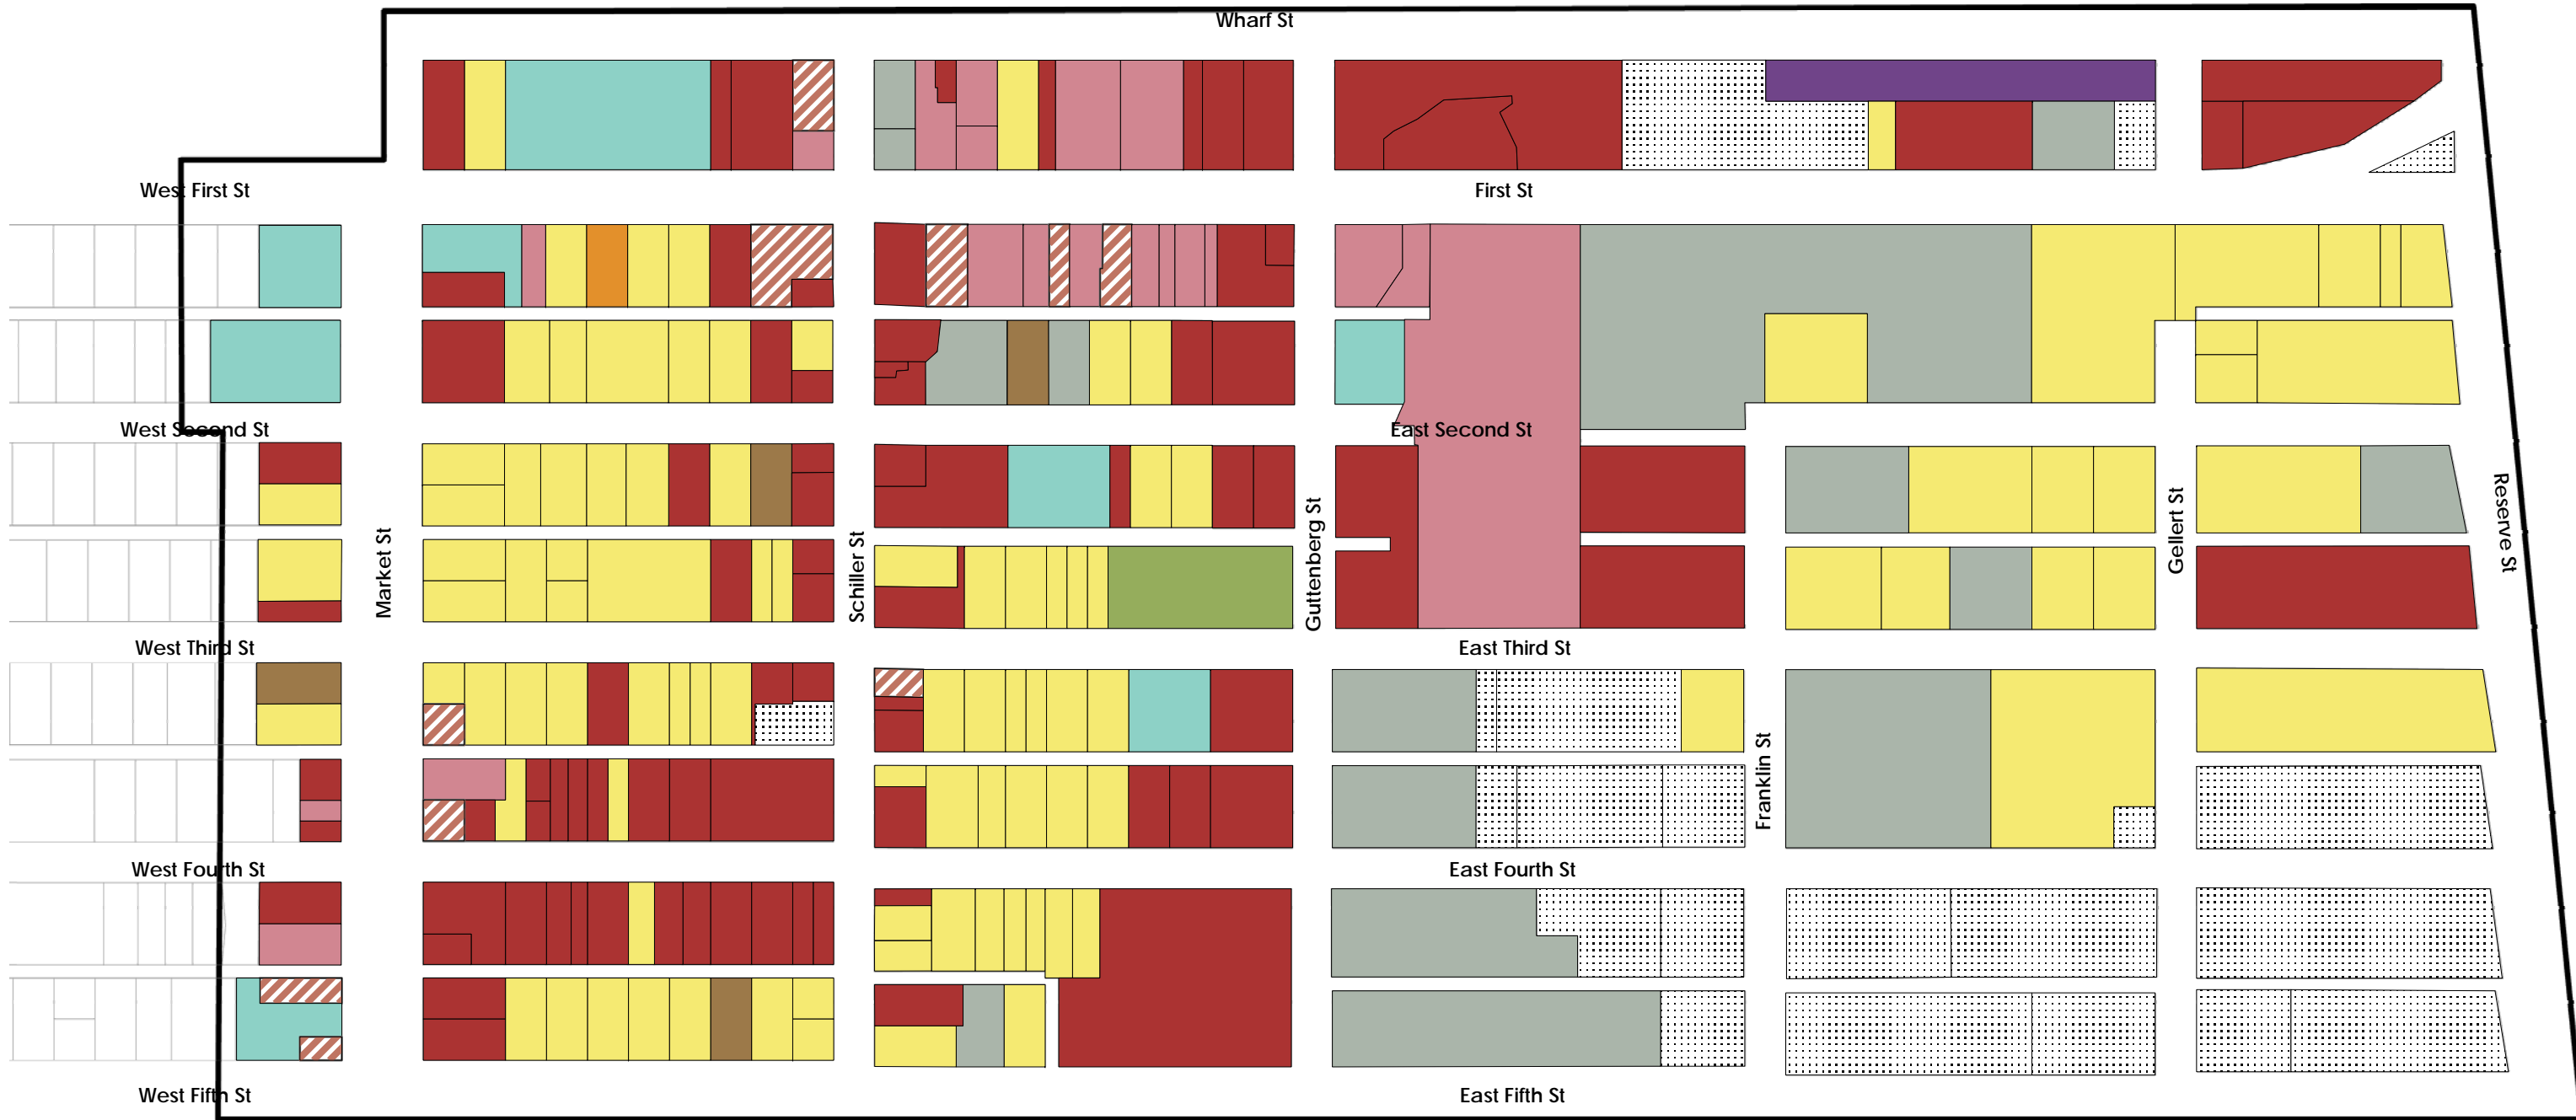 Wharf St
West First St
First St
West Second St
East Second St
Market St
Schiller St
Guttenberg St
Gellert St
Reserve St
West Third St
East Third St
Franklin St
West Fourth St
East Fourth St
West Fifth St
East Fifth St